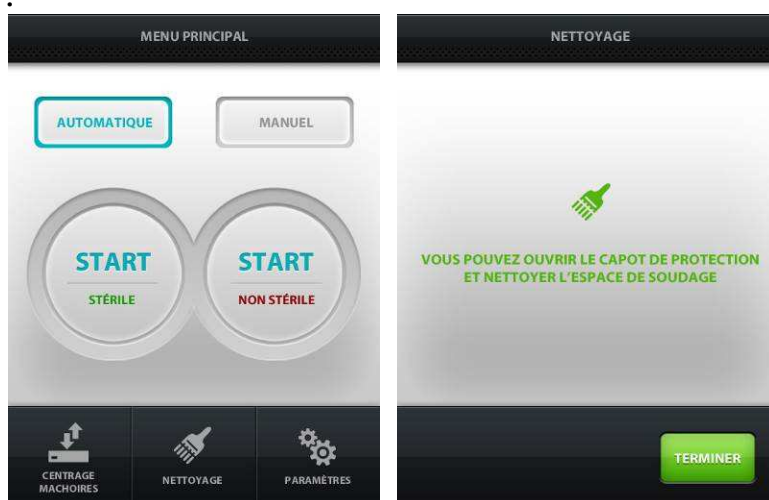 MENU PRINCIPAL
AUTOMATIQUE
MANUEL
START
STÉRILE
START
NON STÉRILE
CENTRAGE
MACHOIRES
NETTOYAGE
PARAMÈTRES
NETTOYAGE
VOUS POUVEZ OUVRIR LE CAPOT DE PROTECTION
ET NETTOYER L'ESPACE DE SOUDAGE
TERMINER